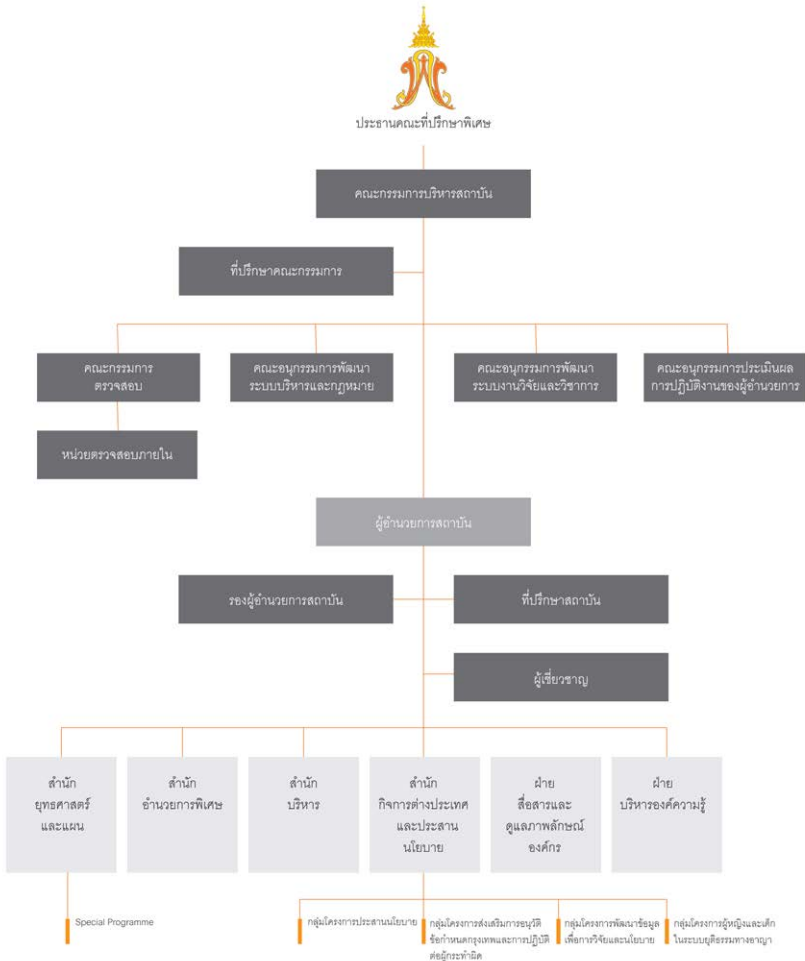 ประธานคณะที่ปรึกษาพิเศษ
คณะกรรมการบริหารสถาบัน
ที่ปรึกษาคณะกรรมการ
คณะกรรมการ
ตรวจสอบ
คณะอนุกรรมการพัฒนา
ระบบบริหารและกฎหมาย
คณะอนุกรรมการพัฒนา
ระบบงานวิจัยและวิชาการ
คณะอนุกรรมการประเมินผล
การปฏิบัติงานของผู้อำนวยการ
หน่วยตรวจสอบภายใน
ผู้อำนวยการสถาบัน
รองผู้อำนวยการสถาบัน
ที่ปรึกษาสถาบัน
ผู้เชี่ยวชาญ
สำนัก
ยุทธศาสตร์
และแผน
สำนัก
อำนวยการพิเศษ
สำนัก
บริหาร
สำนัก
กิจการต่างประเทศ
และประสาน
นโยบาย
ฝ่าย
สื่อสารและ
ดูแลภาพลักษณ์
องค์กร
ฝ่าย
บริหารองค์ความรู้
Special Programme
กลุ่มโครงการประสานนโยบาย
กลุ่มโครงการส่งเสริมการอนุวัติ
ข้อกำหนดกรุงเทพและการปฏิบัติ
ต่อผู้กระทำผิด
กลุ่มโครงการพัฒนาข้อมูล
เพื่อการวิจัยและนโยบาย
กลุ่มโครงการผู้หญิงและเด็ก
ในระบบยุติธรรมทางอาญา